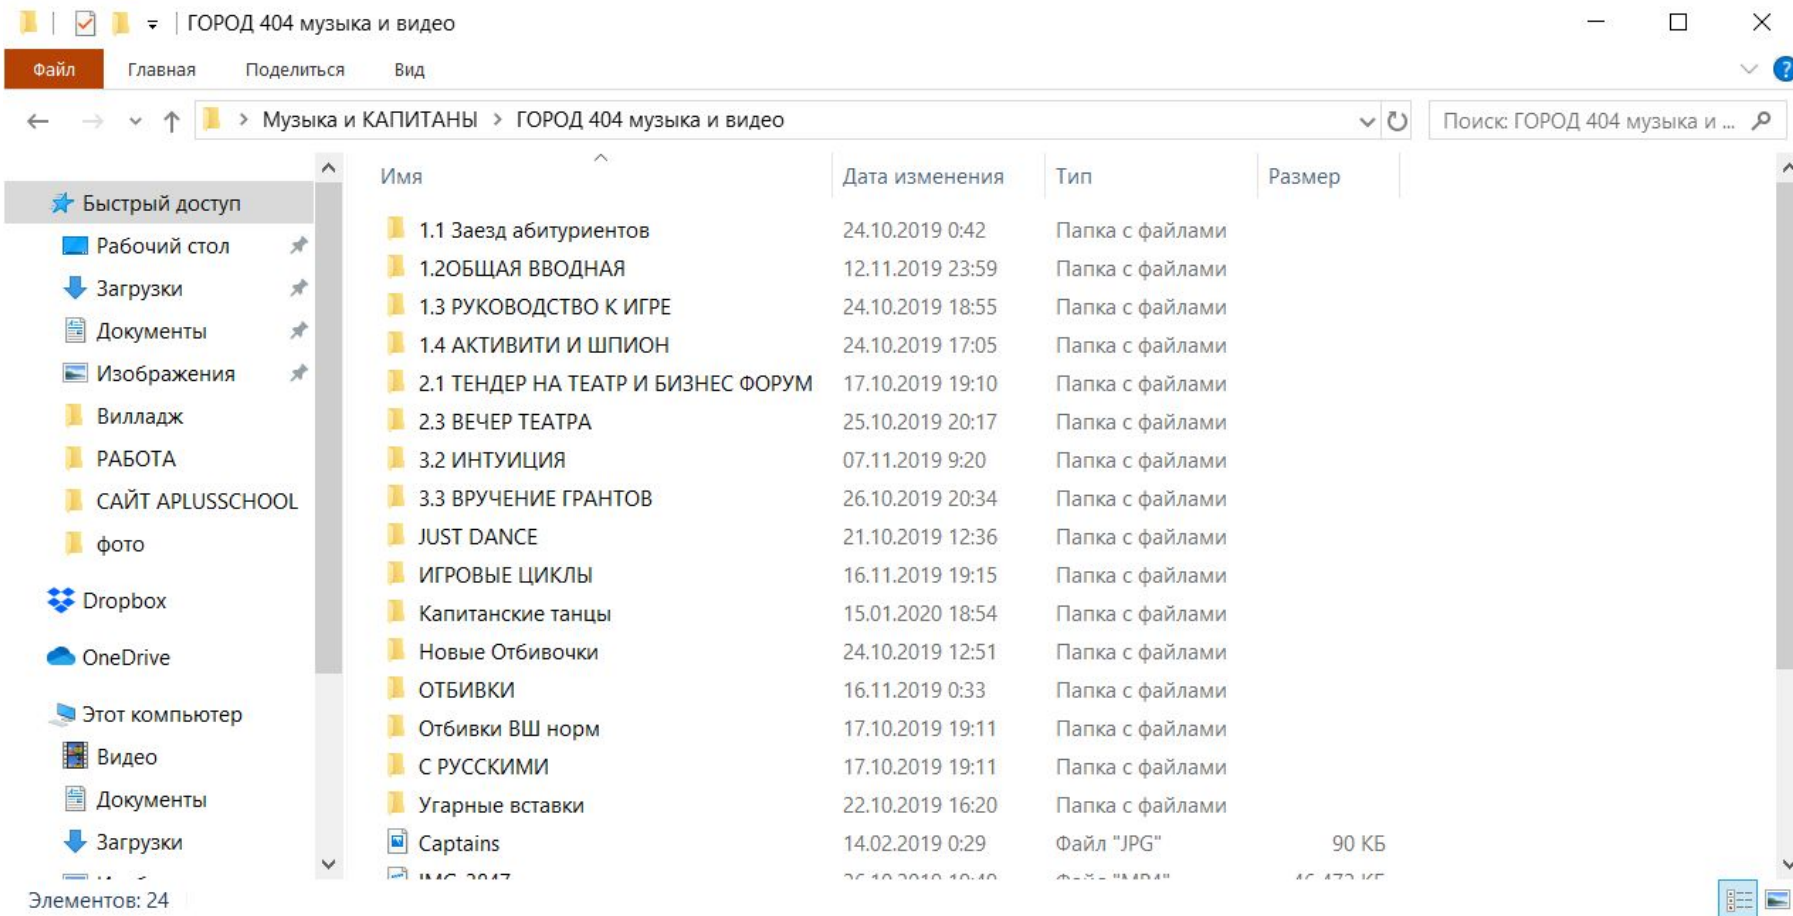 ГОРОД 404 музыка и видео
Файл Главная Поделиться Вид
Музыка и КАПИТАНЫ > ГОРОД 404 музыка и видео
Поиск: ГОРОД 404 музыка и ...
Быстрый доступ
Рабочий стол
Загрузки
Документы
Изображения
Вилладж
РАБОТА
САЙТ APLUSSCHOOL
фото
Dropbox
OneDrive
Этот компьютер
Видео
Документы
Загрузки
Имя Дата изменения Тип Размер
1.1 Заезд абитуриентов 24.10.2019 0:42 Папка с файлами
1.2ОБЩАЯ ВВОДНАЯ 12.11.2019 23:59 Папка с файлами
1.3 РУКОВОДСТВО К ИГРЕ 24.10.2019 18:55 Папка с файлами
1.4 АКТИВИТИ И ШПИОН 24.10.2019 17:05 Папка с файлами
2.1 ТЕНДЕР НА ТЕАТР И БИЗНЕС ФОРУМ 17.10.2019 19:10 Папка с файлами
2.3 ВЕЧЕР ТЕАТРА 25.10.2019 20:17 Папка с файлами
3.2 ИНТУИЦИЯ 07.11.2019 9:20 Папка с файлами
3.3 ВРУЧЕНИЕ ГРАНТОВ 26.10.2019 20:34 Папка с файлами
JUST DANCE 21.10.2019 12:36 Папка с файлами
ИГРОВЫЕ ЦИКЛЫ 16.11.2019 19:15 Папка с файлами
Капитанские танцы 15.01.2020 18:54 Папка с файлами
Новые Отбивочки 24.10.2019 12:51 Папка с файлами
ОТБИВКИ 16.11.2019 0:33 Папка с файлами
Отбивки ВШ норм 17.10.2019 19:11 Папка с файлами
С РУССКИМИ 17.10.2019 19:11 Папка с файлами
Угарные вставки 22.10.2019 16:20 Папка с файлами
Captains 14.02.2019 0:29 Файл "JPG" 90 КБ
Элементов: 24